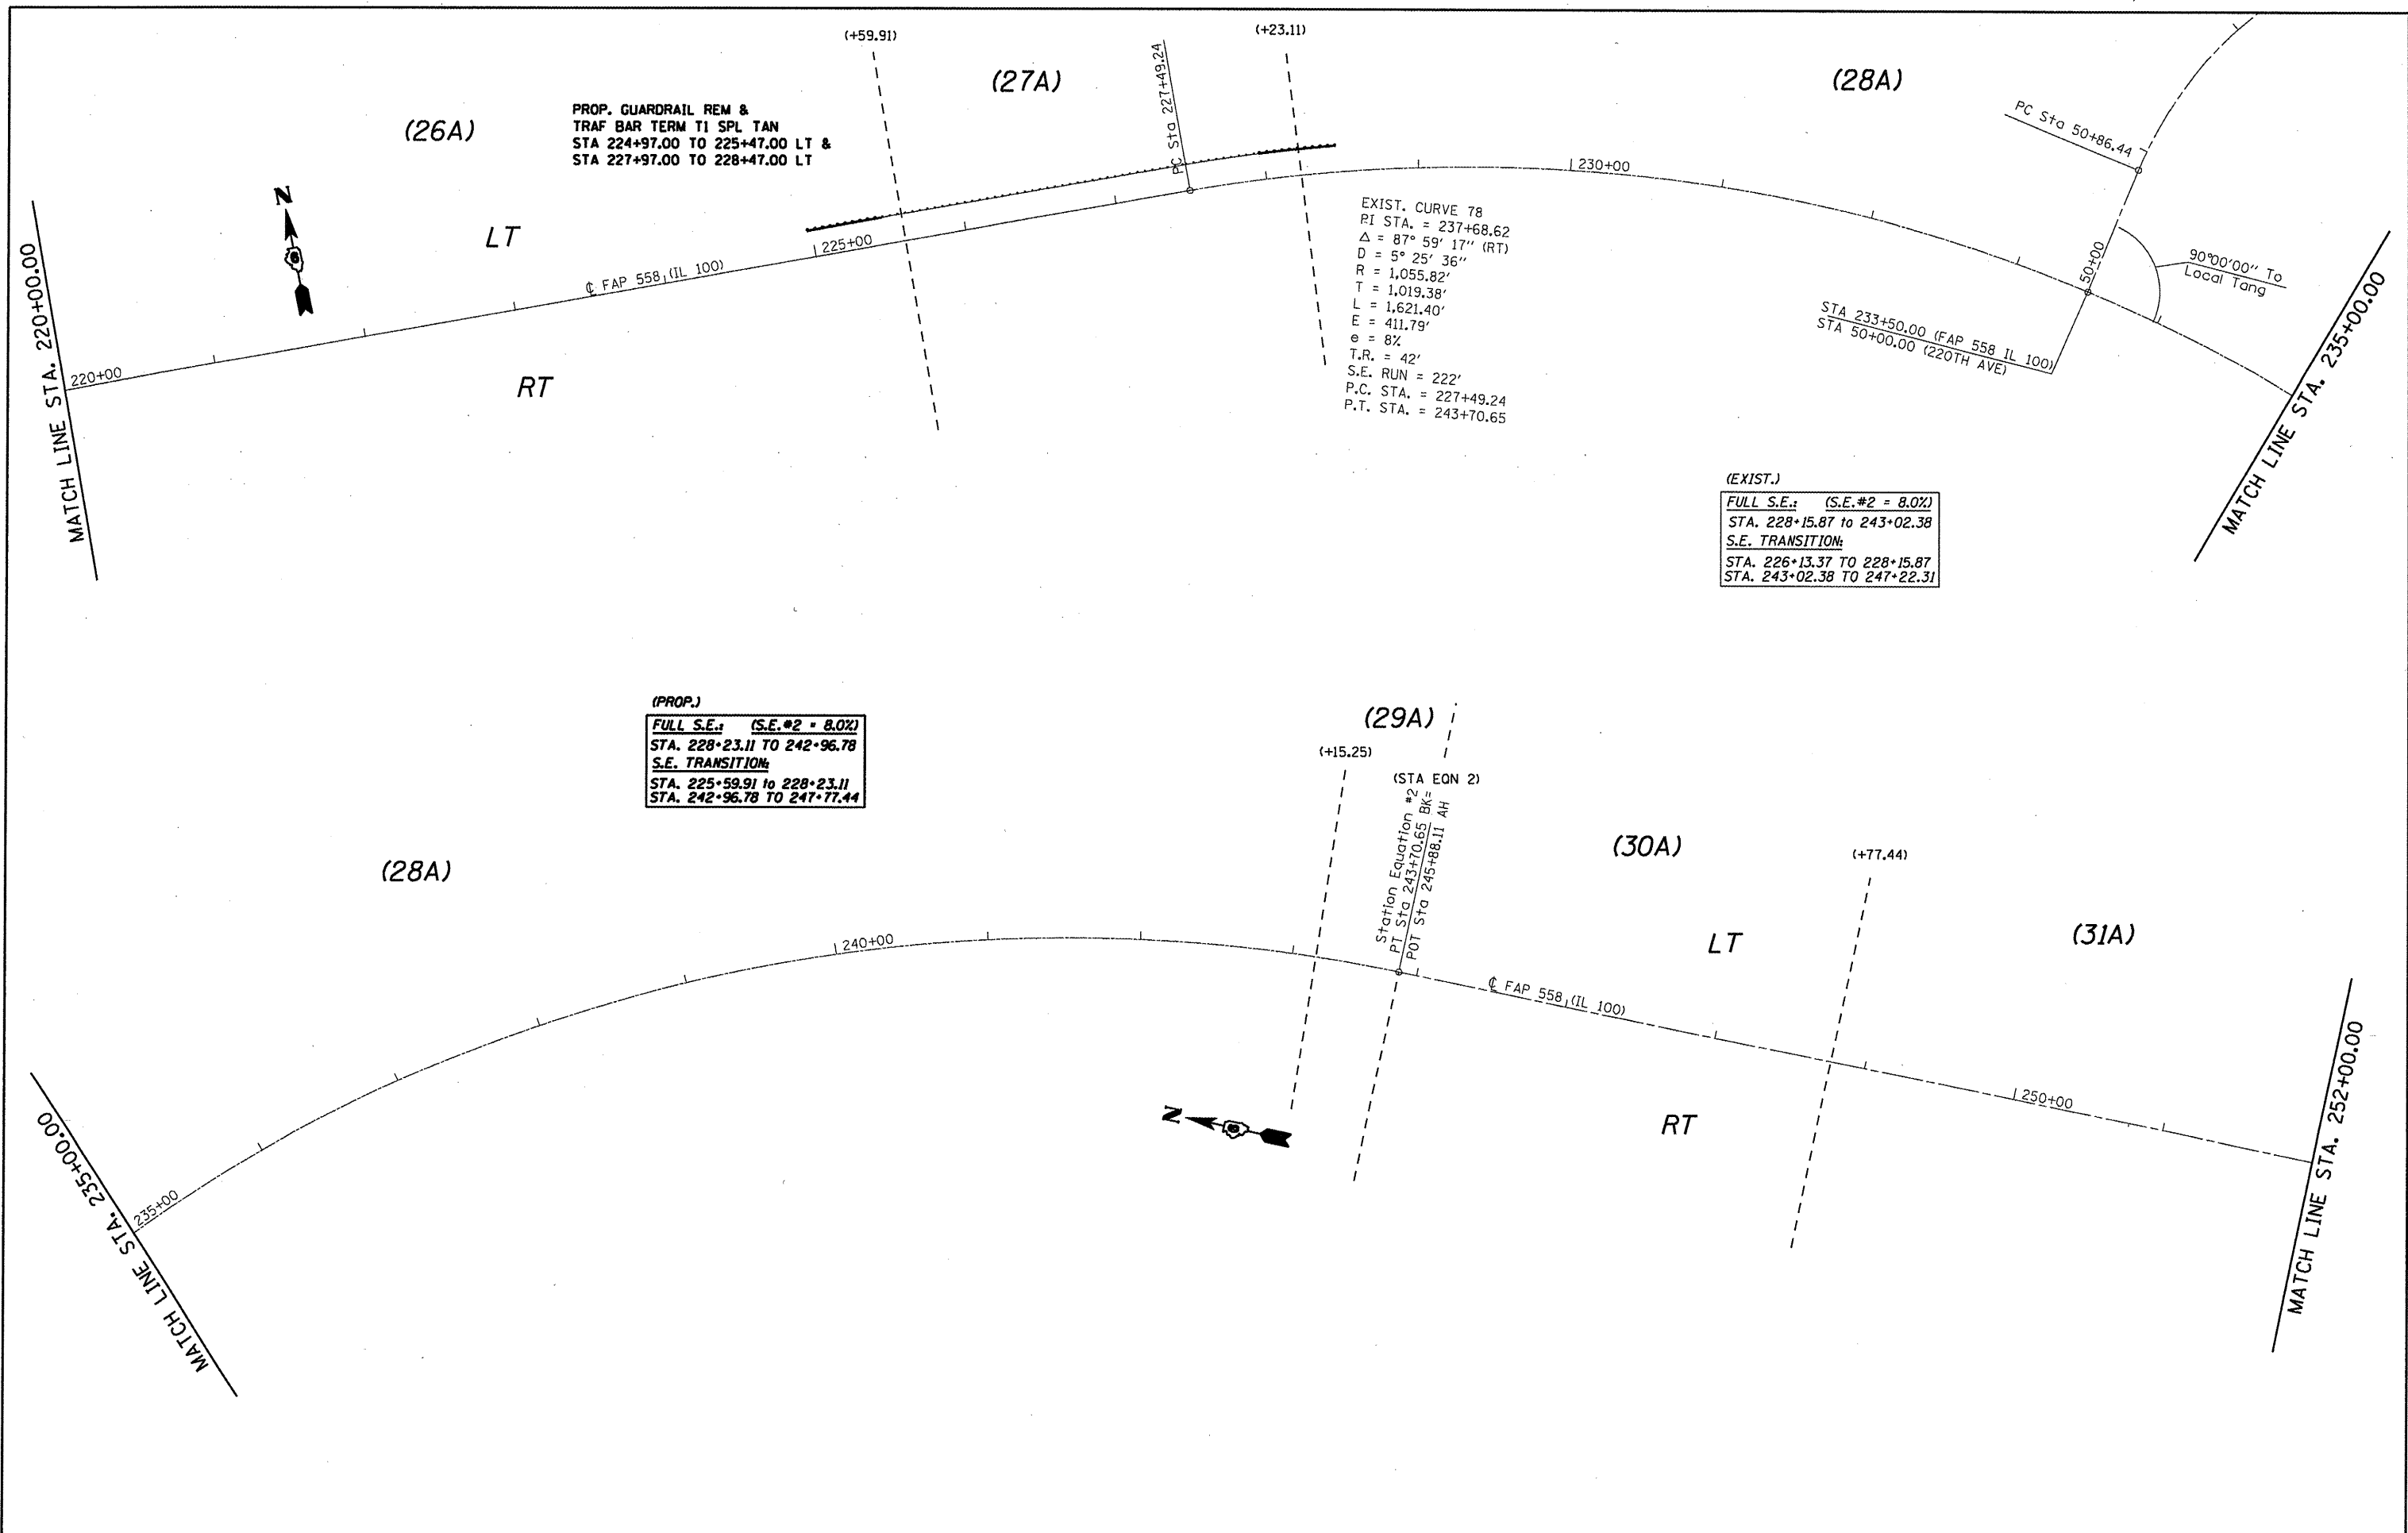 (+59.91)
(+23.11)
(26A)
(27A)
(28A)
PROP. GUARDRAIL REM &
TRAF BAR TERM T1 SPL TAN
STA 224+97.00 TO 225+47.00 LT &
STA 227+97.00 TO 228+47.00 LT
PC Sta 227+49.24
PC Sta 50+86.44
N
LT
RT
MATCH LINE STA. 220+00.00
220+00
℄ FAP 558 (IL 100)
225+00
230+00
EXIST. CURVE 78
PI STA. = 237+68.62
Δ = 87° 59' 17" (RT)
D = 5° 25' 36"
R = 1,055.82'
T = 1,019.38'
L = 1,621.40'
E = 411.79'
e = 8%
T.R. = 42'
S.E. RUN = 222'
P.C. STA. = 227+49.24
P.T. STA. = 243+70.65
50+00
90°00'00" To
Local Tang
STA 233+50.00 (FAP 558 IL 100)
STA 50+00.00 (220TH AVE)
MATCH LINE STA. 235+00.00
(EXIST.)
FULL S.E.: (S.E.#2 = 8.0%)
STA. 228+15.87 to 243+02.38
S.E. TRANSITION:
STA. 226+13.37 TO 228+15.87
STA. 243+02.38 TO 247+22.31
(PROP.)
FULL S.E.: (S.E.#2 = 8.0%)
STA. 228+23.11 TO 242+96.78
S.E. TRANSITION:
STA. 225+59.91 to 228+23.11
STA. 242+96.78 TO 247+77.44
(28A)
(29A)
(+15.25)
(STA EQN 2)
Station Equation #2
PT Sta 243+70.65 BK=
POT Sta 245+88.11 AH
(30A)
(+77.44)
(31A)
LT
RT
240+00
℄ FAP 558 (IL 100)
250+00
N
235+00
MATCH LINE STA. 235+00.00
MATCH LINE STA. 252+00.00